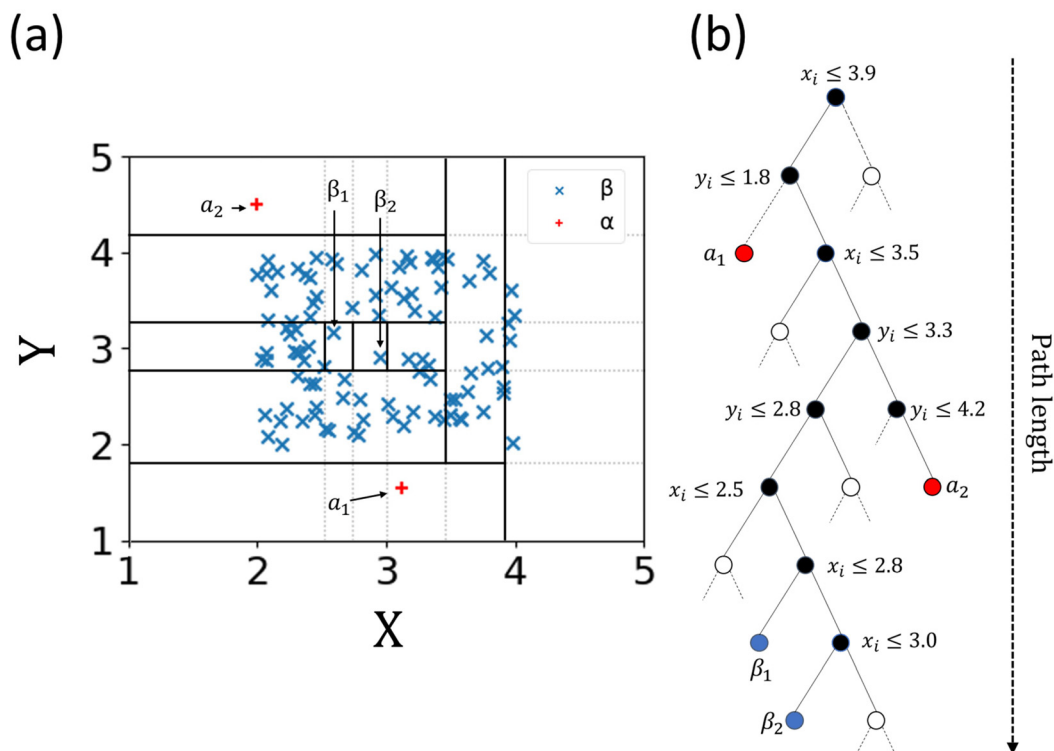 (a)
(b)
5
4
3
2
1
Y
1
2
3
4
5
X
β
α
a₂
β₁
β₂
a₁
xᵢ ≤ 3.9
yᵢ ≤ 1.8
a₁
xᵢ ≤ 3.5
yᵢ ≤ 3.3
yᵢ ≤ 2.8
yᵢ ≤ 4.2
xᵢ ≤ 2.5
a₂
xᵢ ≤ 2.8
β₁
xᵢ ≤ 3.0
β₂
Path length